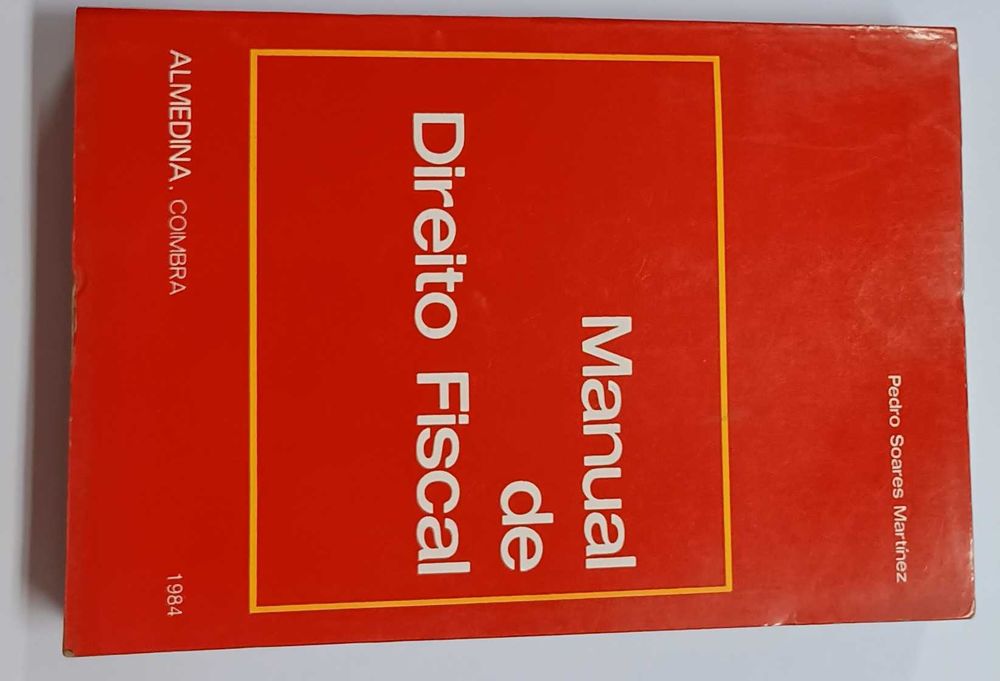 Pedro Soares Martínez
Manual
de
Direito Fiscal
ALMEDINA, COIMBRA
1984